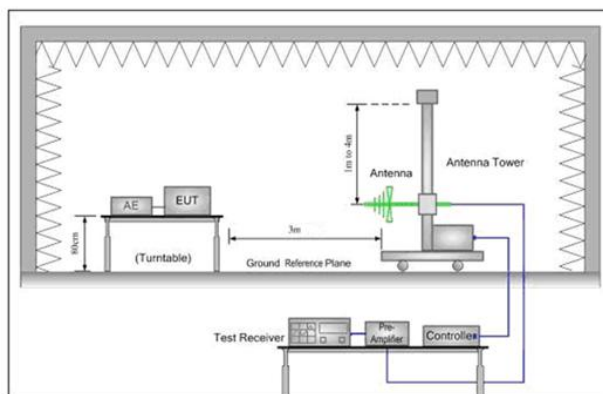 1m to 4m
Antenna
Antenna Tower
AE
EUT
80cm
(Turntable)
3m
Ground Reference Plane
Test Receiver
Pre-
Amplifier
Controller